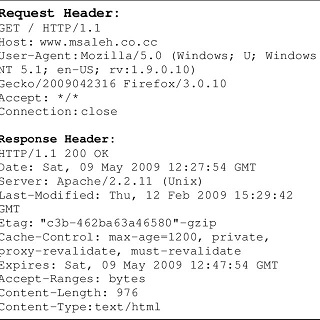 Request Header:
GET / HTTP/1.1
Host: www.msaleh.co.cc
User-Agent:Mozilla/5.0 (Windows; U; Windows
NT 5.1; en-US; rv:1.9.0.10)
Gecko/2009042316 Firefox/3.0.10
Accept: */*
Connection:close
Response Header:
HTTP/1.1 200 OK
Date: Sat, 09 May 2009 12:27:54 GMT
Server: Apache/2.2.11 (Unix)
Last-Modified: Thu, 12 Feb 2009 15:29:42
GMT
Etag: "c3b-462ba63a46580"-gzip
Cache-Control: max-age=1200, private,
proxy-revalidate, must-revalidate
Expires: Sat, 09 May 2009 12:47:54 GMT
Accept-Ranges: bytes
Content-Length: 976
Content-Type:text/html